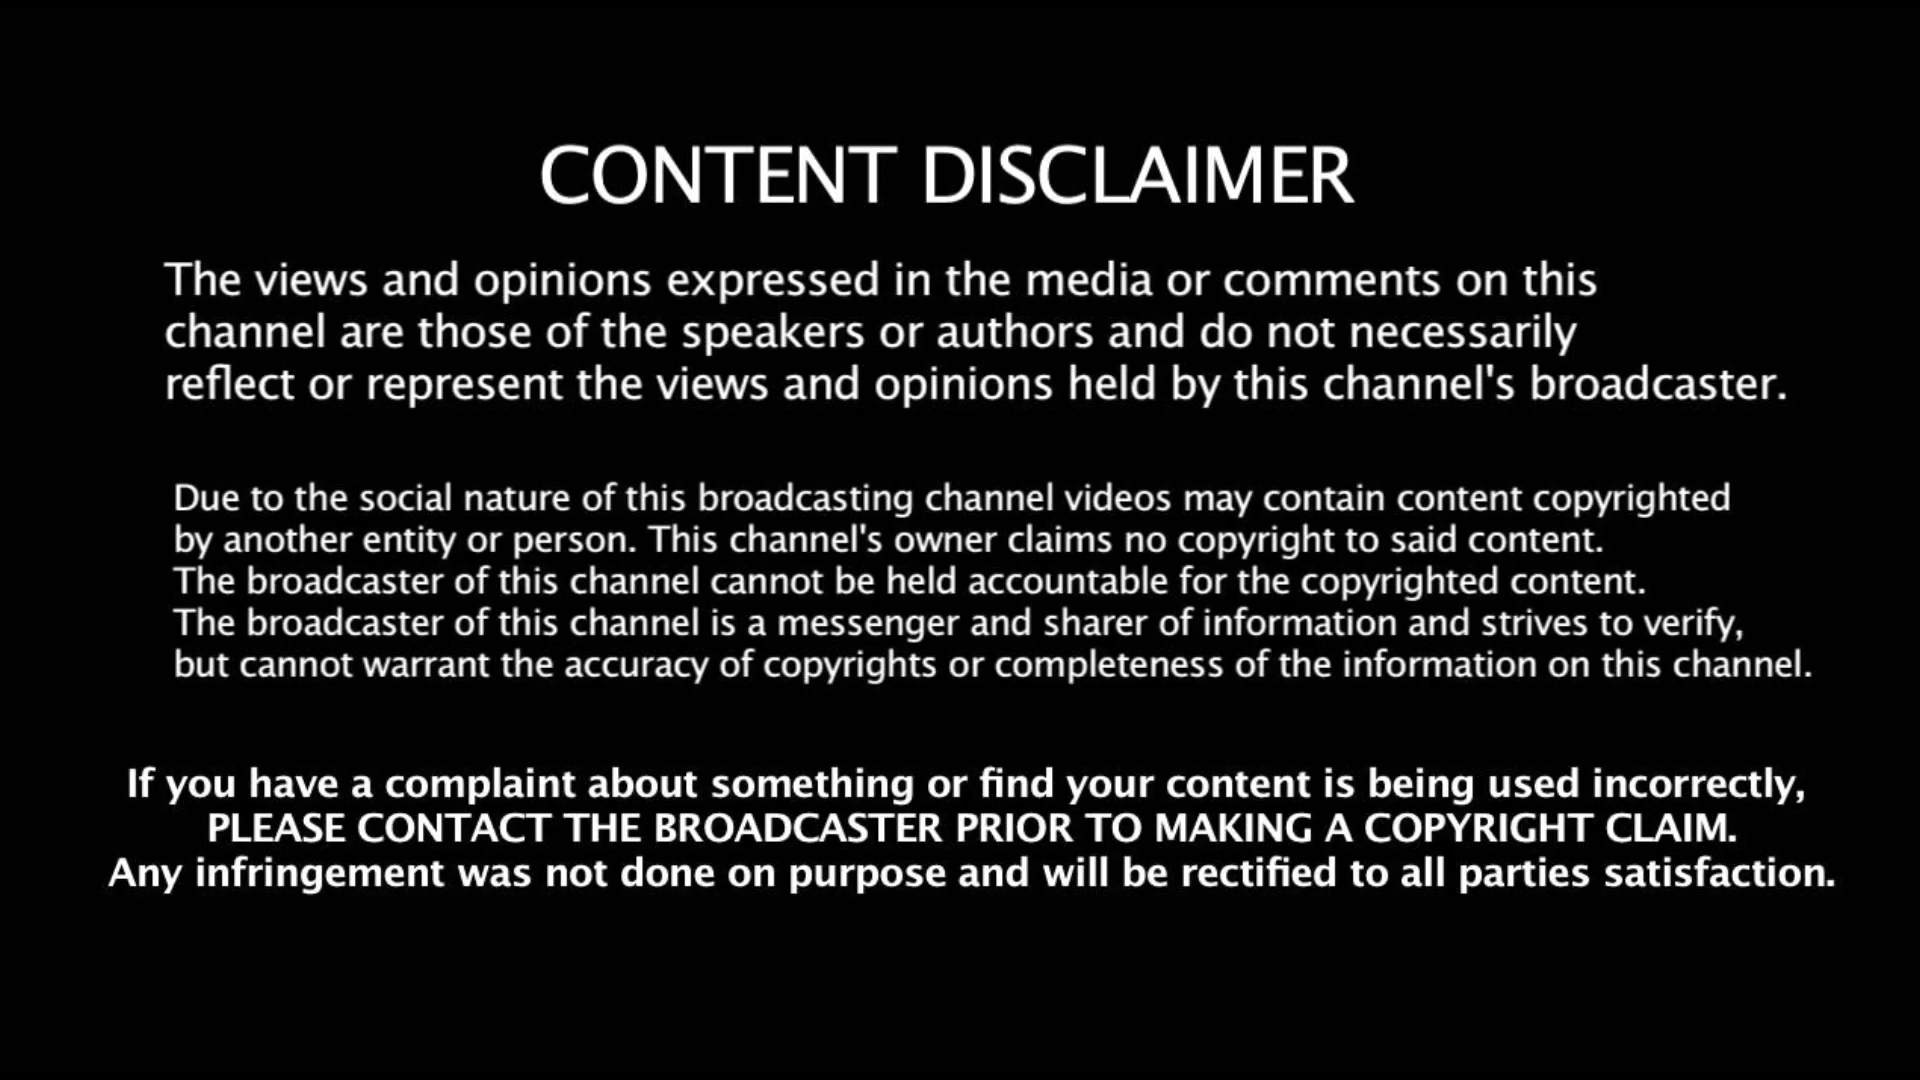 CONTENT DISCLAIMER
The views and opinions expressed in the media or comments on this
channel are those of the speakers or authors and do not necessarily
reflect or represent the views and opinions held by this channel's broadcaster.
Due to the social nature of this broadcasting channel videos may contain content copyrighted
by another entity or person. This channel's owner claims no copyright to said content.
The broadcaster of this channel cannot be held accountable for the copyrighted content.
The broadcaster of this channel is a messenger and sharer of information and strives to verify,
but cannot warrant the accuracy of copyrights or completeness of the information on this channel.
If you have a complaint about something or find your content is being used incorrectly,
PLEASE CONTACT THE BROADCASTER PRIOR TO MAKING A COPYRIGHT CLAIM.
Any infringement was not done on purpose and will be rectified to all parties satisfaction.